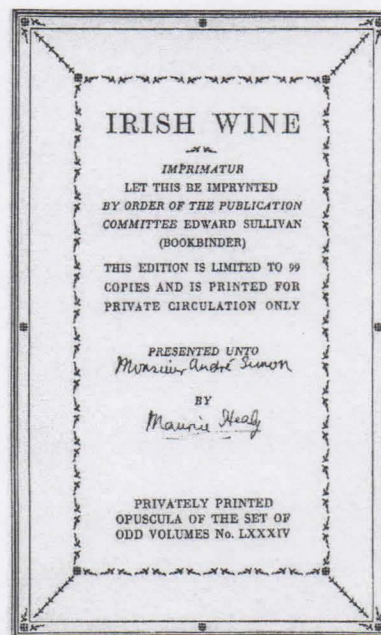 IRISH WINE
IMPRIMATUR
LET THIS BE IMPRYNTED
BY ORDER OF THE PUBLICATION
COMMITTEE EDWARD SULLIVAN
(BOOKBINDER)
THIS EDITION IS LIMITED TO 99
COPIES AND IS PRINTED FOR
PRIVATE CIRCULATION ONLY
PRESENTED UNTO
Monsieur André Simon
BY
Maurice Healy
PRIVATELY PRINTED
OPUSCULA OF THE SET OF
ODD VOLUMES No. LXXXIV